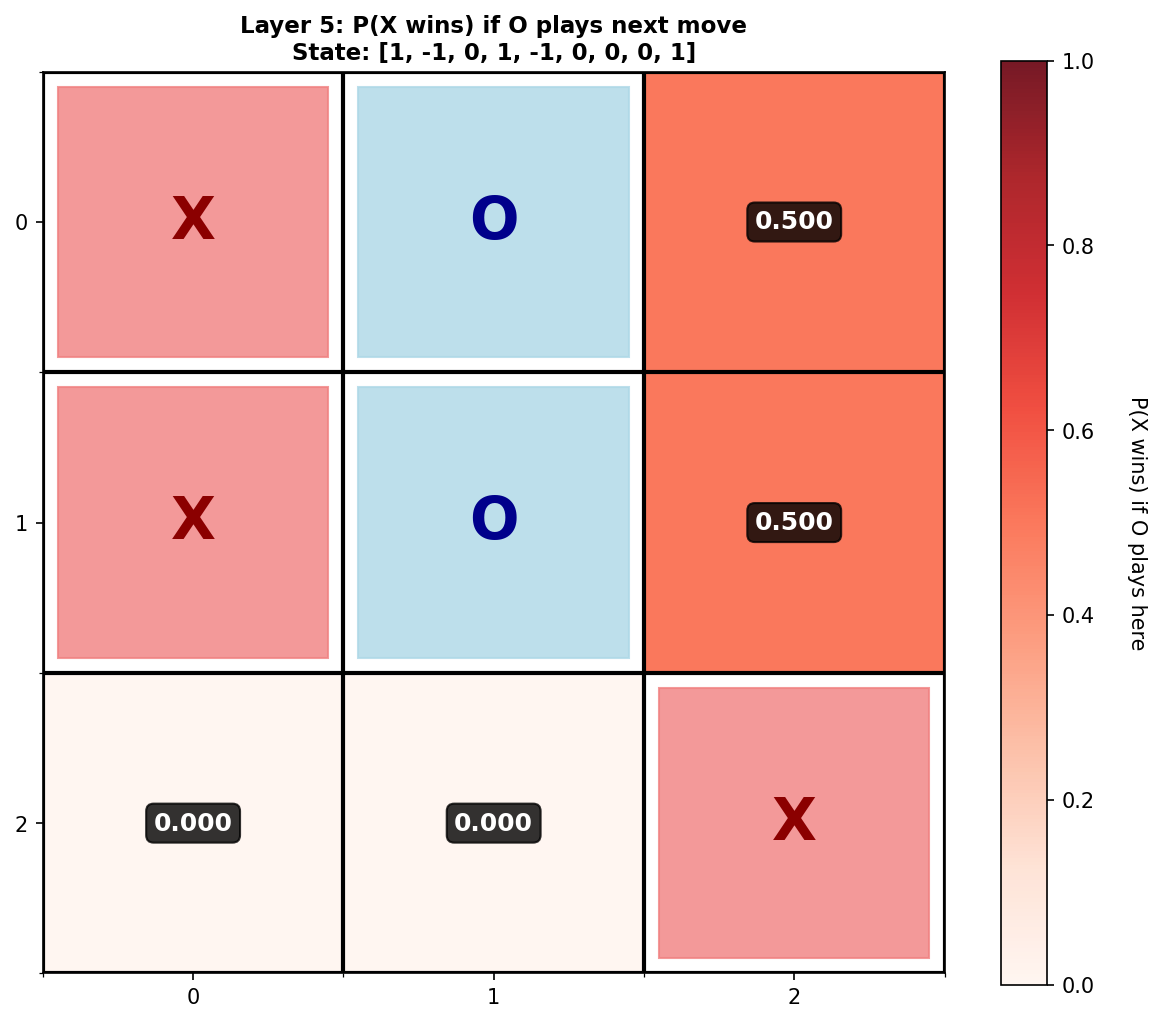 Layer 5: P(X wins) if O plays next move
State: [1, -1, 0, 1, -1, 0, 0, 0, 1]
0
X
O
0.500
1
X
O
0.500
2
0.000
0.000
X
0
1
2
1.0
0.8
0.6
0.4
0.2
0.0
P(X wins) if O plays here